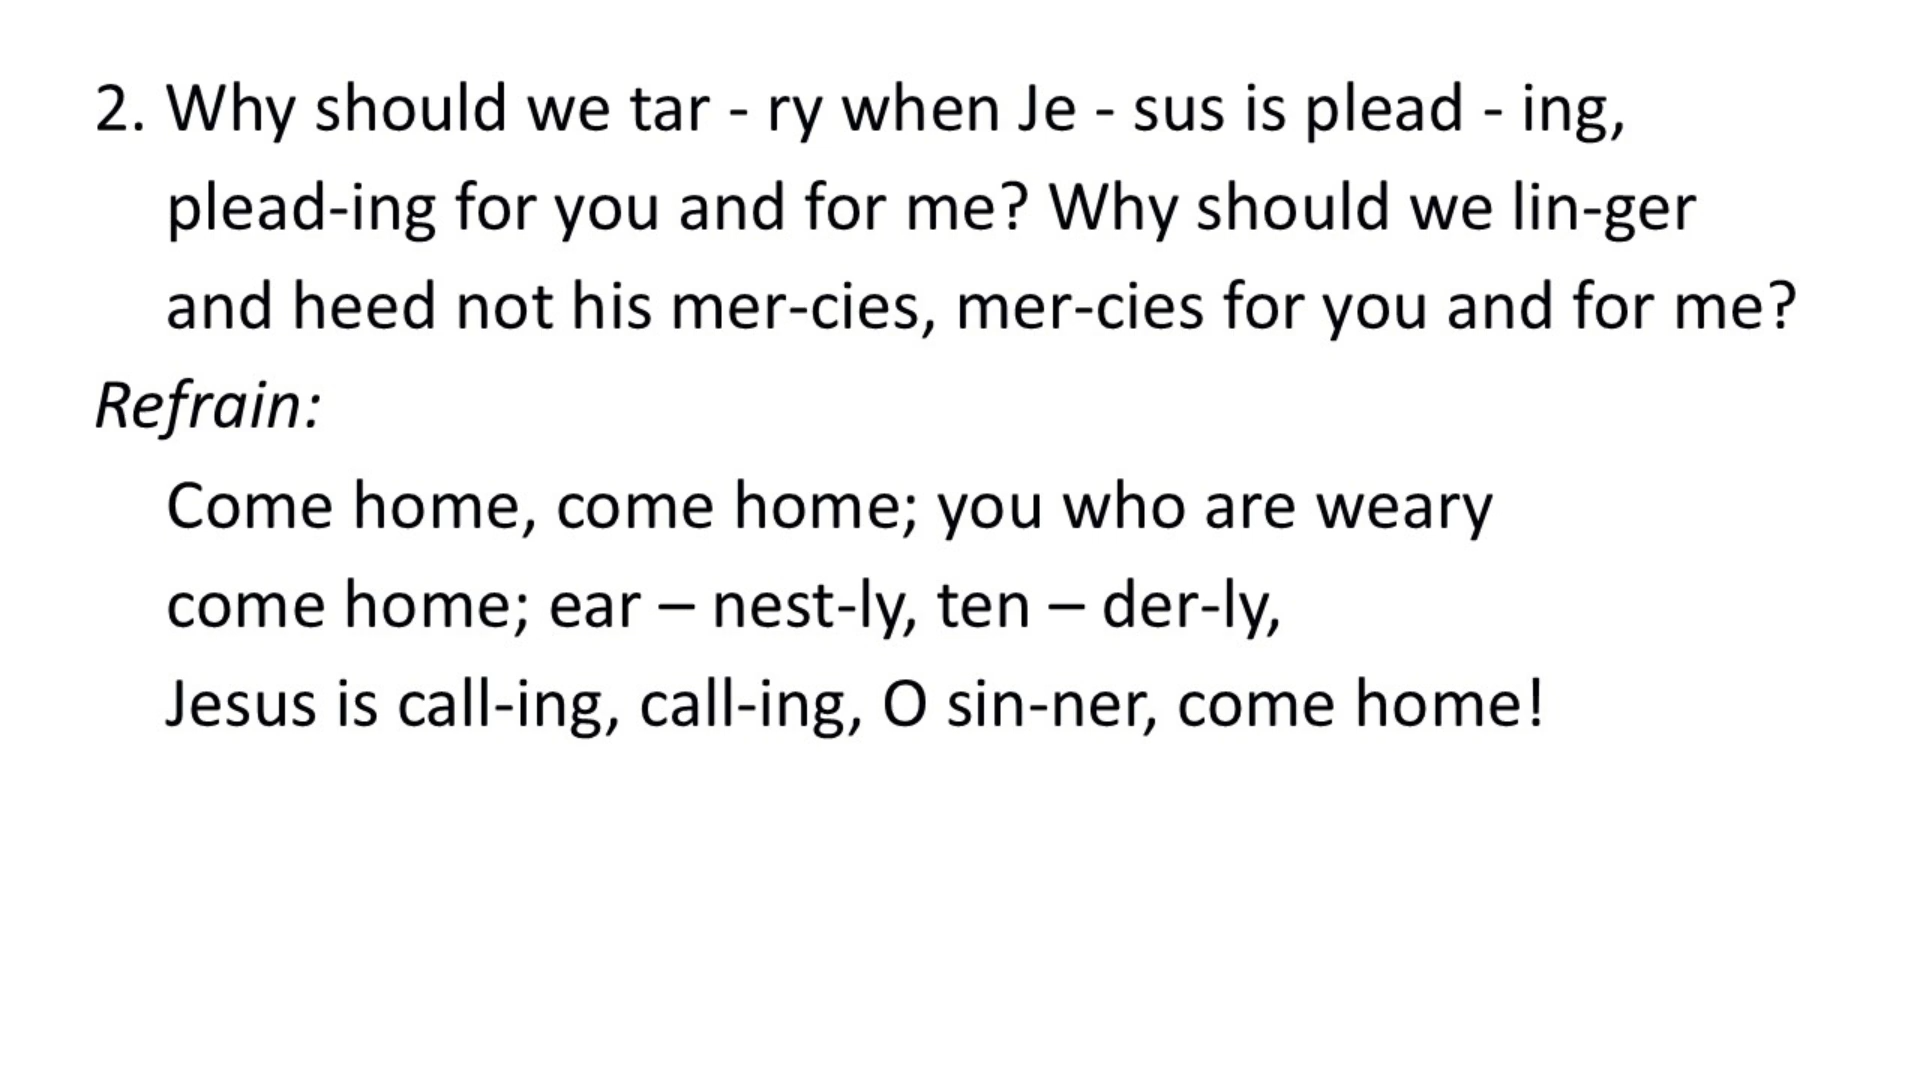 2. Why should we tar - ry when Je - sus is plead - ing,
plead-ing for you and for me? Why should we lin-ger
and heed not his mer-cies, mer-cies for you and for me?
Refrain:
Come home, come home; you who are weary
come home; ear – nest-ly, ten – der-ly,
Jesus is call-ing, call-ing, O sin-ner, come home!